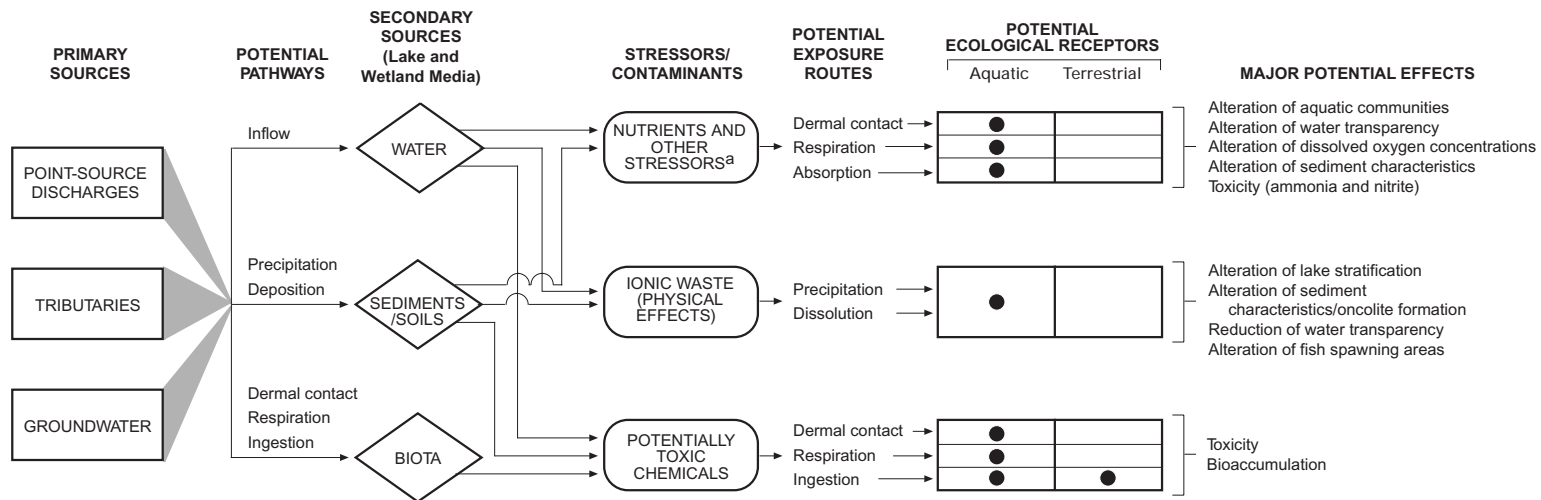 PRIMARY
SOURCES
POTENTIAL
PATHWAYS
SECONDARY
SOURCES
(Lake and
Wetland Media)
STRESSORS/
CONTAMINANTS
POTENTIAL
EXPOSURE
ROUTES
POTENTIAL
ECOLOGICAL RECEPTORS
Aquatic
Terrestrial
MAJOR POTENTIAL EFFECTS
POINT-SOURCE
DISCHARGES
TRIBUTARIES
GROUNDWATER
Inflow
Precipitation
Deposition
Dermal contact
Respiration
Ingestion
WATER
SEDIMENTS
/SOILS
BIOTA
NUTRIENTS AND
OTHER
STRESSORSa
Dermal contact
Respiration
Absorption
Alteration of aquatic communities
Alteration of water transparency
Alteration of dissolved oxygen concentrations
Alteration of sediment characteristics
Toxicity (ammonia and nitrite)
IONIC WASTE
(PHYSICAL
EFFECTS)
Precipitation
Dissolution
Alteration of lake stratification
Alteration of sediment
characteristics/oncolite formation
Reduction of water transparency
Alteration of fish spawning areas
POTENTIALLY
TOXIC
CHEMICALS
Dermal contact
Respiration
Ingestion
Toxicity
Bioaccumulation